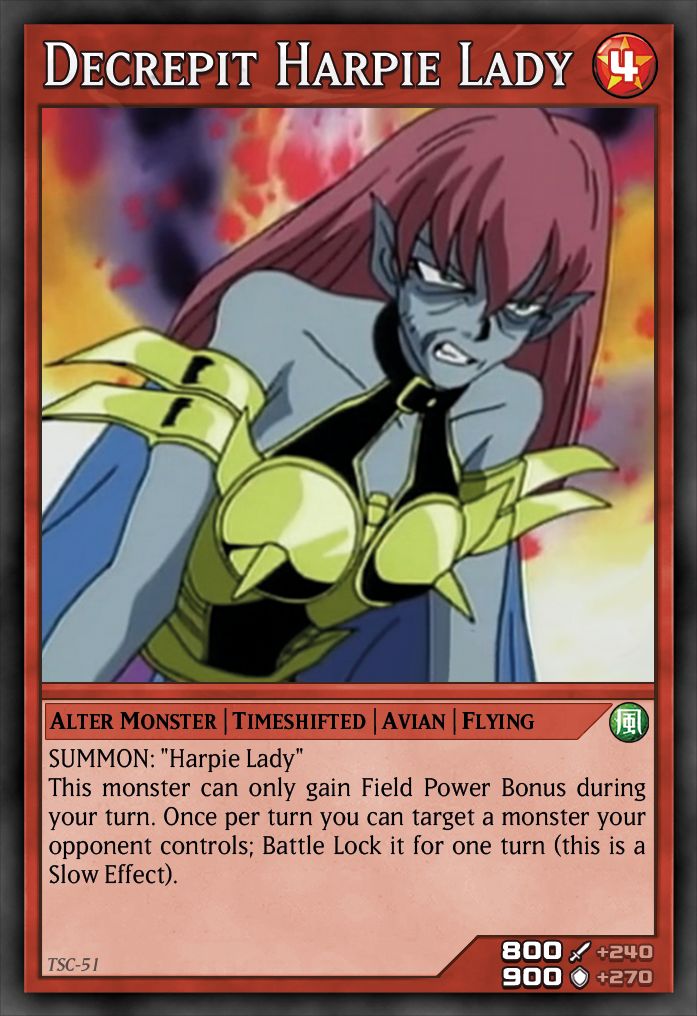 Decrepit Harpie Lady 4
Alter Monster | Timeshifted | Avian | Flying 風
SUMMON: "Harpie Lady"
This monster can only gain Field Power Bonus during
your turn. Once per turn you can target a monster your
opponent controls; Battle Lock it for one turn (this is a
Slow Effect).
800 +240
900 +270
TSC-51